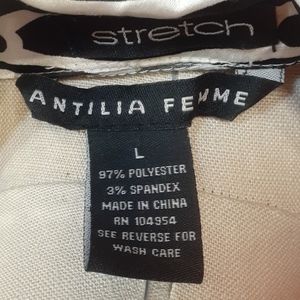 stretch
ANTILIA FEMME
L
97% POLYESTER
3% SPANDEX
MADE IN CHINA
RN 104954
SEE REVERSE FOR
WASH CARE